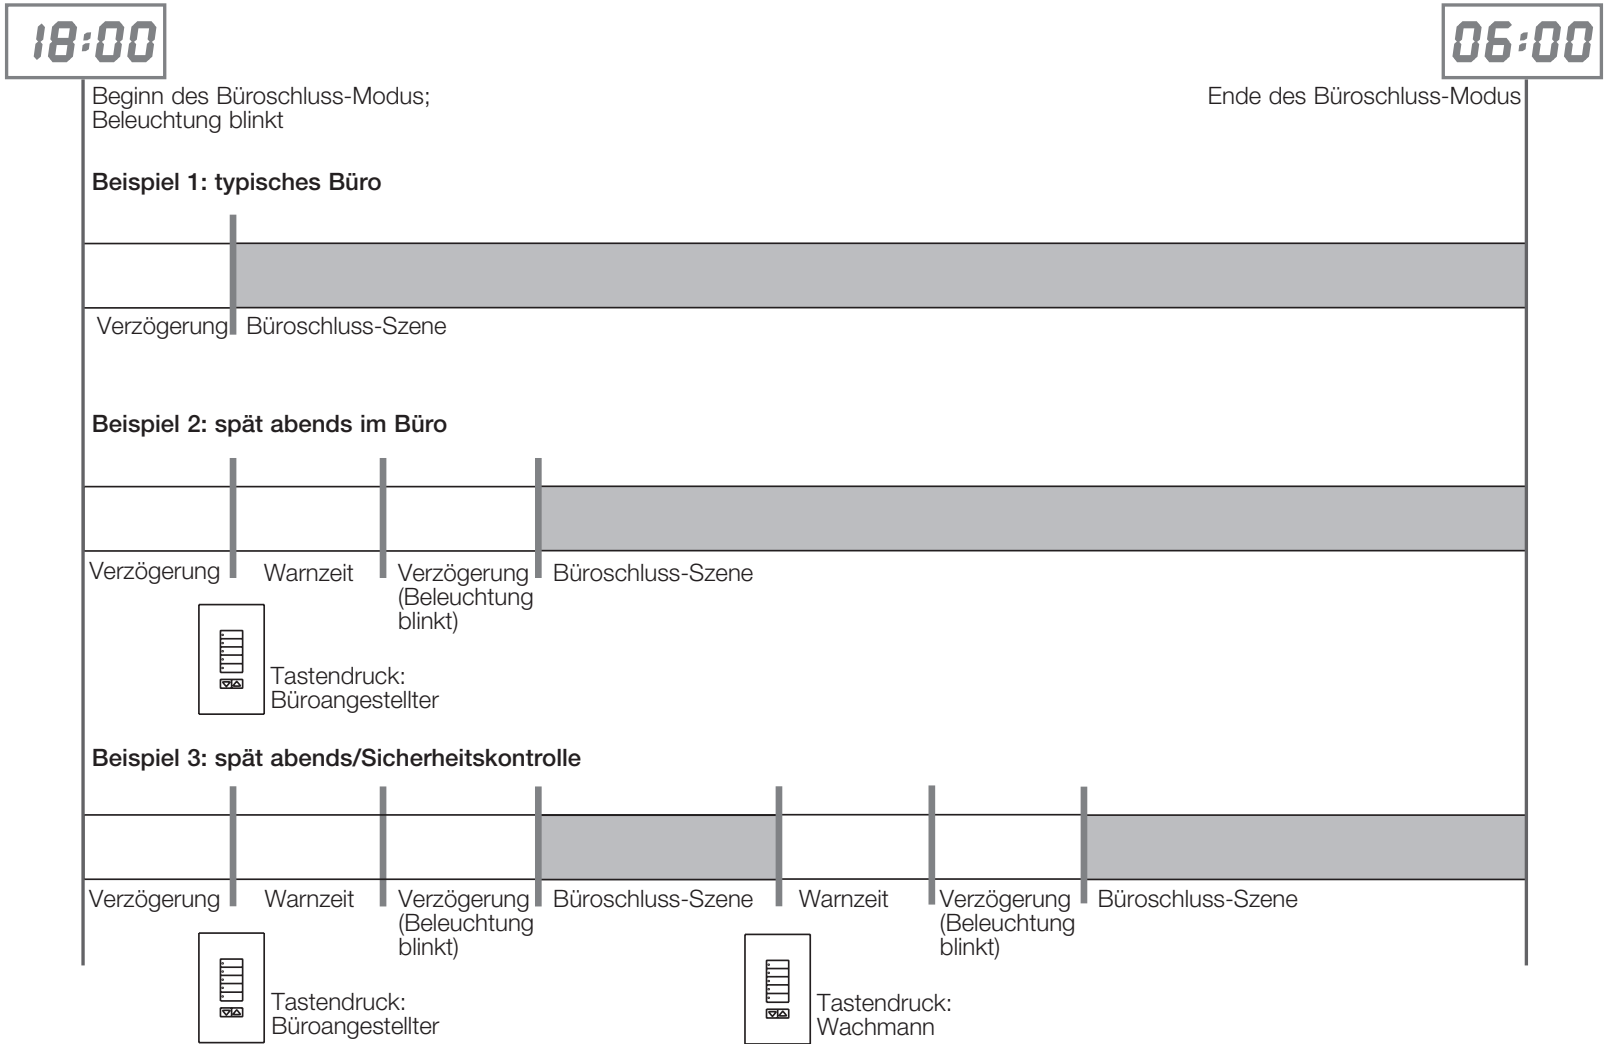 18:00
06:00
Beginn des Büroschluss-Modus;
Beleuchtung blinkt
Ende des Büroschluss-Modus
Beispiel 1: typisches Büro
Verzögerung
Büroschluss-Szene
Beispiel 2: spät abends im Büro
Verzögerung
Warnzeit
Verzögerung
(Beleuchtung
blinkt)
Büroschluss-Szene
Tastendruck:
Büroangestellter
Beispiel 3: spät abends/Sicherheitskontrolle
Verzögerung
Warnzeit
Verzögerung
(Beleuchtung
blinkt)
Büroschluss-Szene
Warnzeit
Verzögerung
(Beleuchtung
blinkt)
Büroschluss-Szene
Tastendruck:
Büroangestellter
Tastendruck:
Wachmann